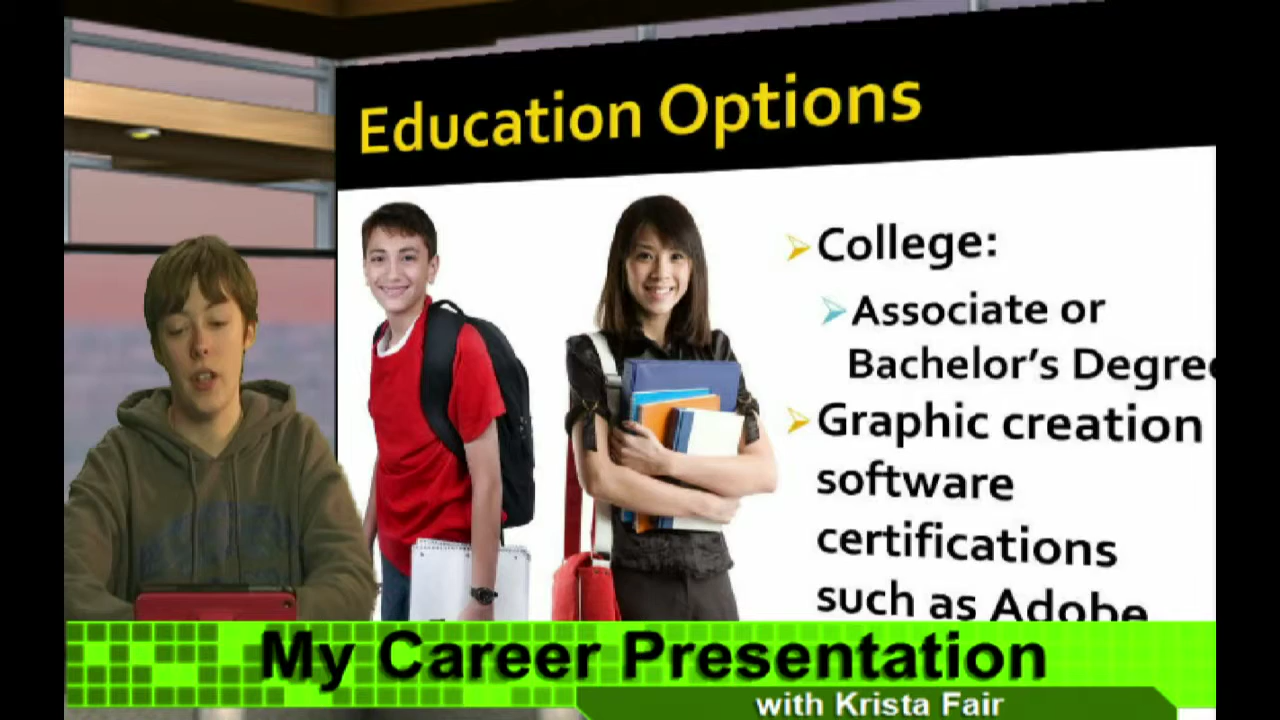 Education Options
College:
Associate or
Bachelor's Degree
Graphic creation
software
certifications
such as Adobe
My Career Presentation
with Krista Fair